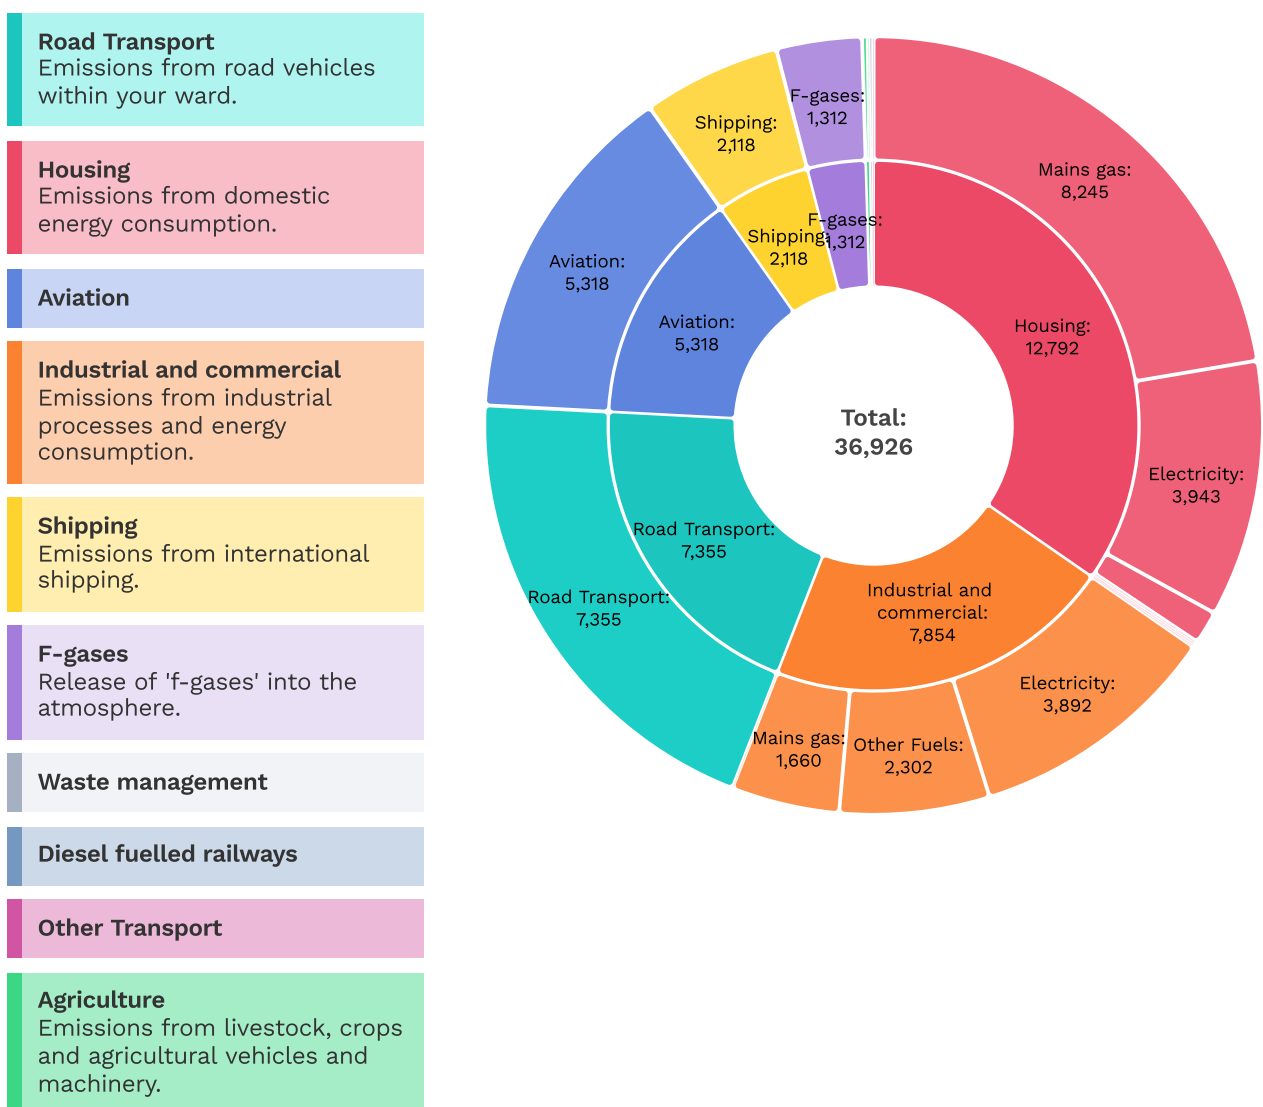 Road Transport
Emissions from road vehicles
within your ward.
Housing
Emissions from domestic
energy consumption.
Aviation
Industrial and commercial
Emissions from industrial
processes and energy
consumption.
Shipping
Emissions from international
shipping.
F-gases
Release of 'f-gases' into the
atmosphere.
Waste management
Diesel fuelled railways
Other Transport
Agriculture
Emissions from livestock, crops
and agricultural vehicles and
machinery.
F-gases:
1,312
Shipping:
2,118
Mains gas:
8,245
F-gases:
1,312
Shipping:
2,118
Aviation:
5,318
Aviation:
5,318
Housing:
12,792
Total:
36,926
Electricity:
3,943
Road Transport:
7,355
Road Transport:
7,355
Industrial and
commercial:
7,854
Electricity:
3,892
Mains gas:
1,660
Other Fuels:
2,302